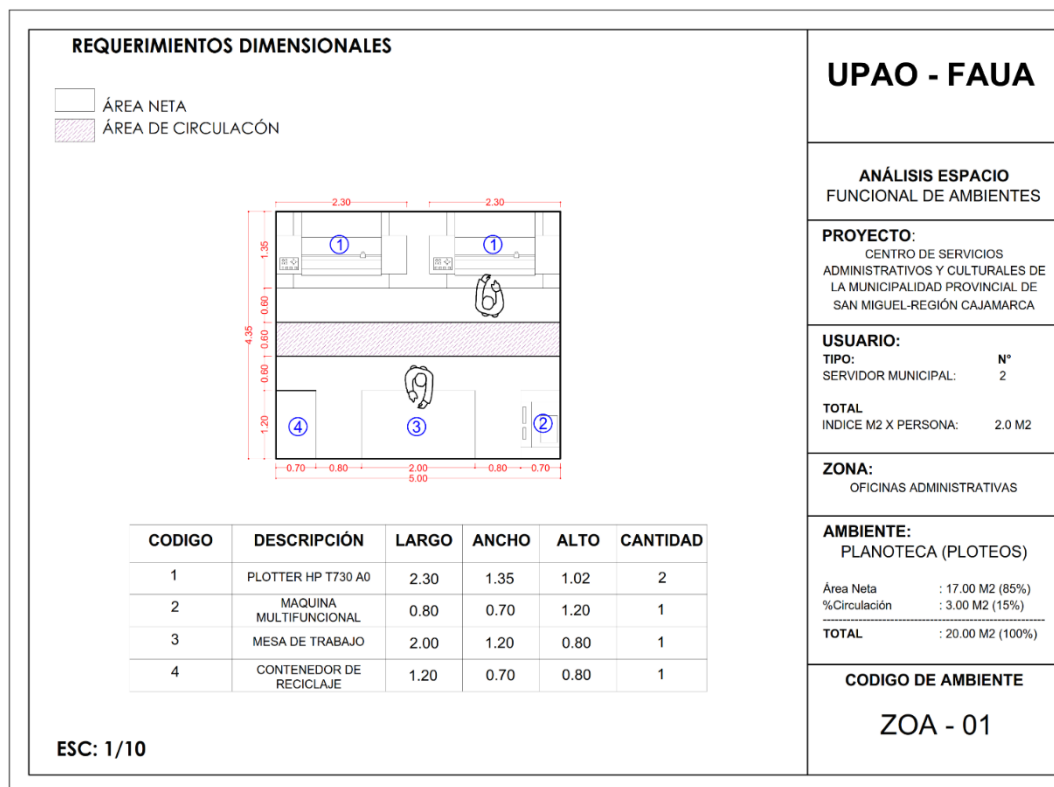 REQUERIMIENTOS DIMENSIONALES
ÁREA NETA
ÁREA DE CIRCULACÓN
2.30
2.30
1.35
0.60
0.60
0.60
1.20
4.35
1
1
4
3
2
0.70
0.80
2.00
0.80
0.70
5.00
CODIGO DESCRIPCIÓN LARGO ANCHO ALTO CANTIDAD
1 PLOTTER HP T730 A0 2.30 1.35 1.02 2
2 MAQUINA MULTIFUNCIONAL 0.80 0.70 1.20 1
3 MESA DE TRABAJO 2.00 1.20 0.80 1
4 CONTENEDOR DE RECICLAJE 1.20 0.70 0.80 1
ESC: 1/10
UPAO - FAUA
ANÁLISIS ESPACIO
FUNCIONAL DE AMBIENTES
PROYECTO:
CENTRO DE SERVICIOS
ADMINISTRATIVOS Y CULTURALES DE
LA MUNICIPALIDAD PROVINCIAL DE
SAN MIGUEL-REGIÓN CAJAMARCA
USUARIO:
TIPO: N°
SERVIDOR MUNICIPAL: 2
TOTAL
INDICE M2 X PERSONA: 2.0 M2
ZONA:
OFICINAS ADMINISTRATIVAS
AMBIENTE:
PLANOTECA (PLOTEOS)
Área Neta : 17.00 M2 (85%)
%Circulación : 3.00 M2 (15%)
TOTAL : 20.00 M2 (100%)
CODIGO DE AMBIENTE
ZOA - 01